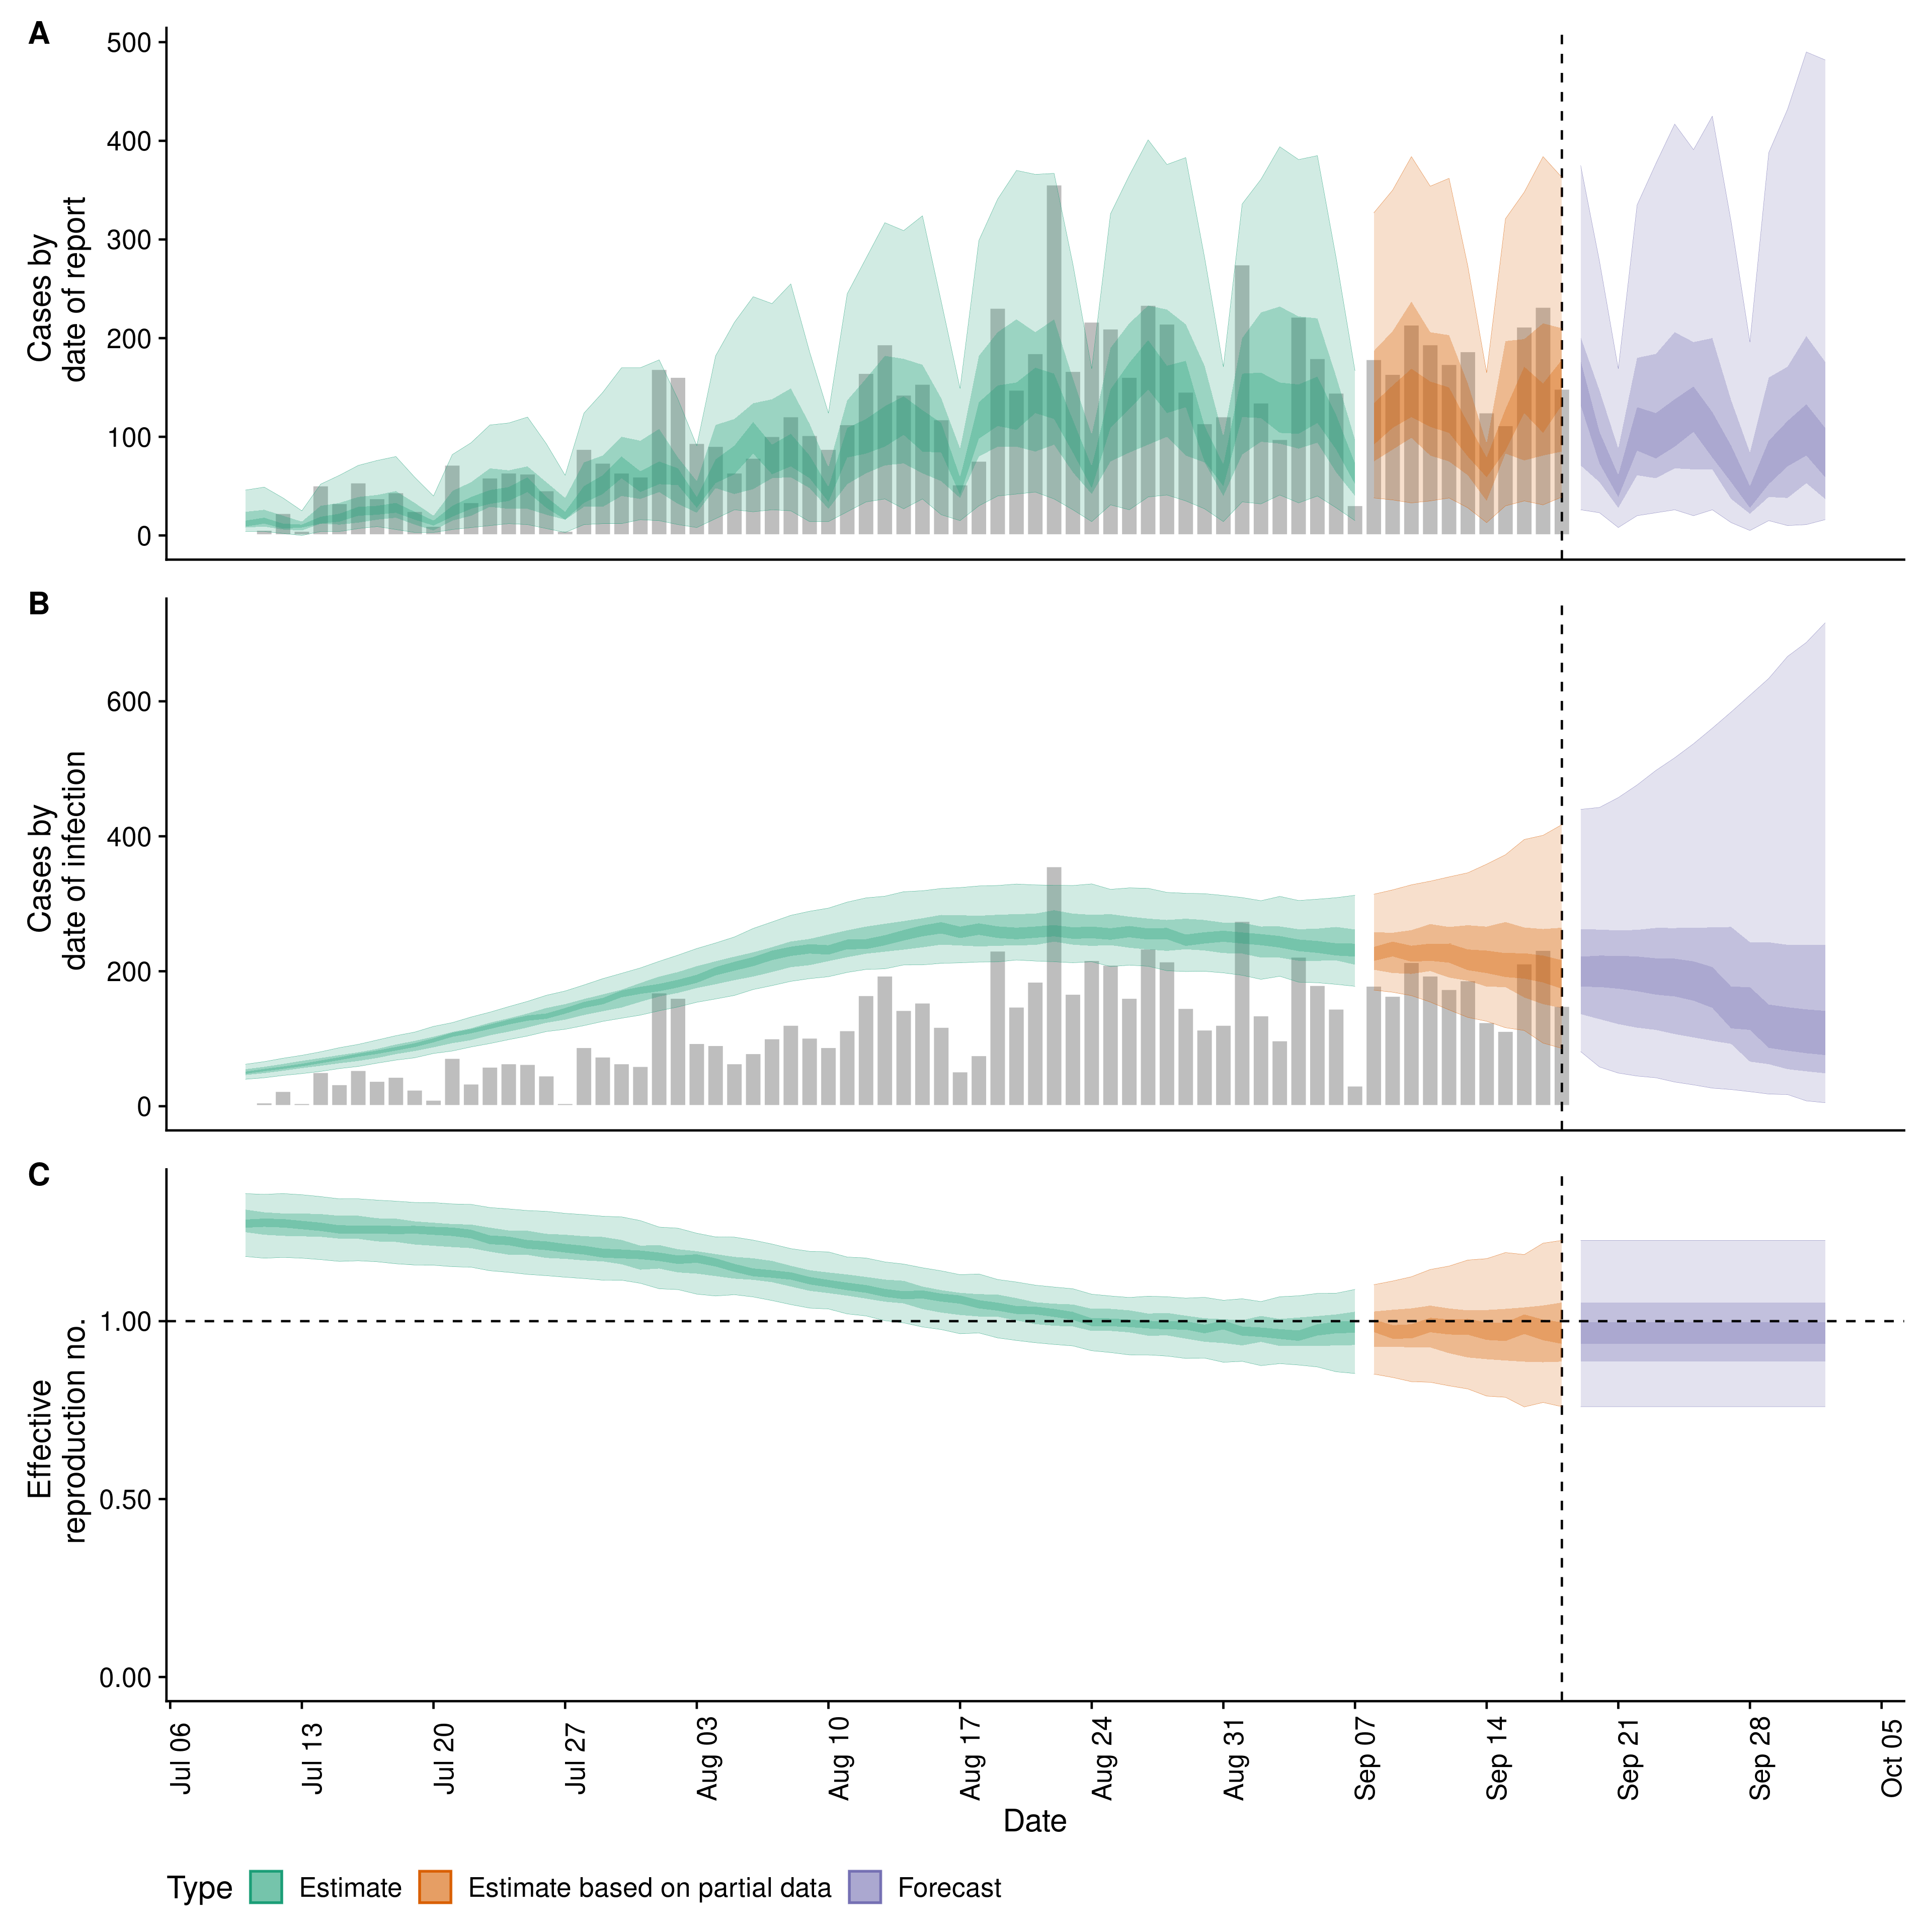 A
500
400
300
200
100
0
Cases by
date of report
B
600
400
200
0
Cases by
date of infection
C
1.00
0.50
0.00
Effective
reproduction no.
Jul 06
Jul 13
Jul 20
Jul 27
Aug 03
Aug 10
Aug 17
Aug 24
Aug 31
Sep 07
Sep 14
Sep 21
Sep 28
Oct 05
Date
Type Estimate Estimate based on partial data Forecast